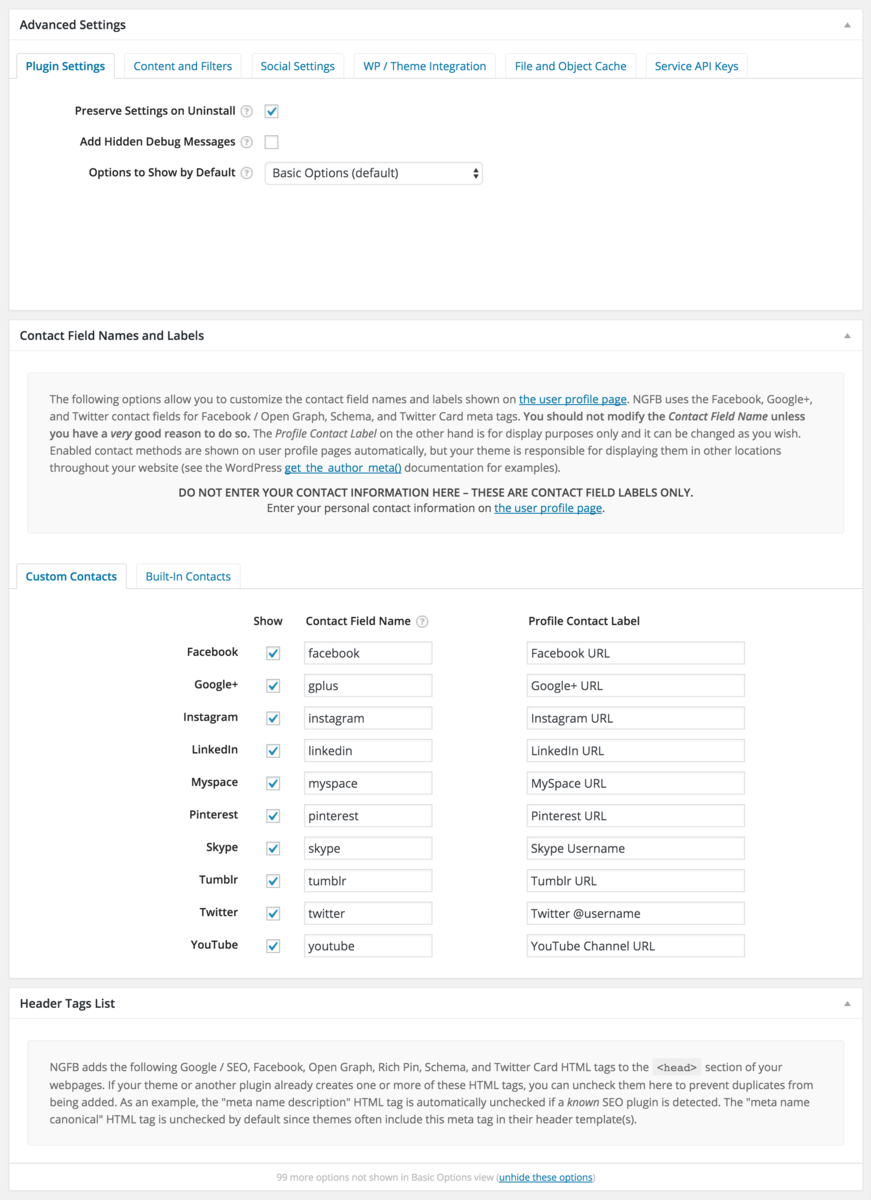 Advanced Settings
Plugin Settings Content and Filters Social Settings WP / Theme Integration File and Object Cache Service API Keys
Preserve Settings on Uninstall ?
Add Hidden Debug Messages ?
Options to Show by Default ? Basic Options (default)
Contact Field Names and Labels
The following options allow you to customize the contact field names and labels shown on the user profile page. NGFB uses the Facebook, Google+,
and Twitter contact fields for Facebook / Open Graph, Schema, and Twitter Card meta tags. You should not modify the Contact Field Name unless
you have a very good reason to do so. The Profile Contact Label on the other hand is for display purposes only and it can be changed as you wish.
Enabled contact methods are shown on user profile pages automatically, but your theme is responsible for displaying them in other locations
throughout your website (see the WordPress get_the_author_meta() documentation for examples).
DO NOT ENTER YOUR CONTACT INFORMATION HERE – THESE ARE CONTACT FIELD LABELS ONLY.
Enter your personal contact information on the user profile page.
Custom Contacts Built-In Contacts
Show Contact Field Name ? Profile Contact Label
Facebook facebook Facebook URL
Google+ gplus Google+ URL
Instagram instagram Instagram URL
LinkedIn linkedin LinkedIn URL
Myspace myspace MySpace URL
Pinterest pinterest Pinterest URL
Skype skype Skype Username
Tumblr tumblr Tumblr URL
Twitter twitter Twitter @username
YouTube youtube YouTube Channel URL
Header Tags List
NGFB adds the following Google / SEO, Facebook, Open Graph, Rich Pin, Schema, and Twitter Card HTML tags to the <head> section of your
webpages. If your theme or another plugin already creates one or more of these HTML tags, you can uncheck them here to prevent duplicates from
being added. As an example, the "meta name description" HTML tag is automatically unchecked if a known SEO plugin is detected. The "meta name
canonical" HTML tag is unchecked by default since themes often include this meta tag in their header template(s).
99 more options not shown in Basic Options view (unhide these options)